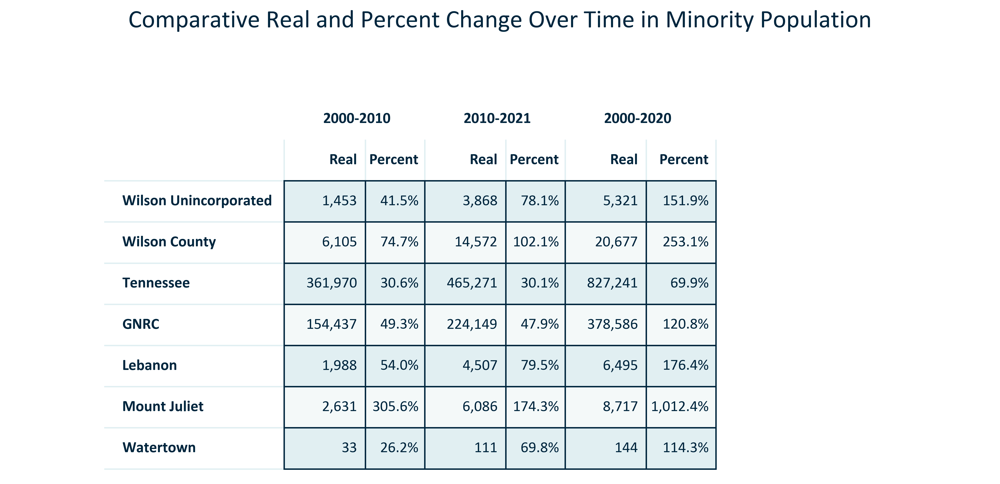 Comparative Real and Percent Change Over Time in Minority Population
2000-2010 2010-2021 2000-2020
Real Percent Real Percent Real Percent
Wilson Unincorporated 1,453 41.5% 3,868 78.1% 5,321 151.9%
Wilson County 6,105 74.7% 14,572 102.1% 20,677 253.1%
Tennessee 361,970 30.6% 465,271 30.1% 827,241 69.9%
GNRC 154,437 49.3% 224,149 47.9% 378,586 120.8%
Lebanon 1,988 54.0% 4,507 79.5% 6,495 176.4%
Mount Juliet 2,631 305.6% 6,086 174.3% 8,717 1,012.4%
Watertown 33 26.2% 111 69.8% 144 114.3%